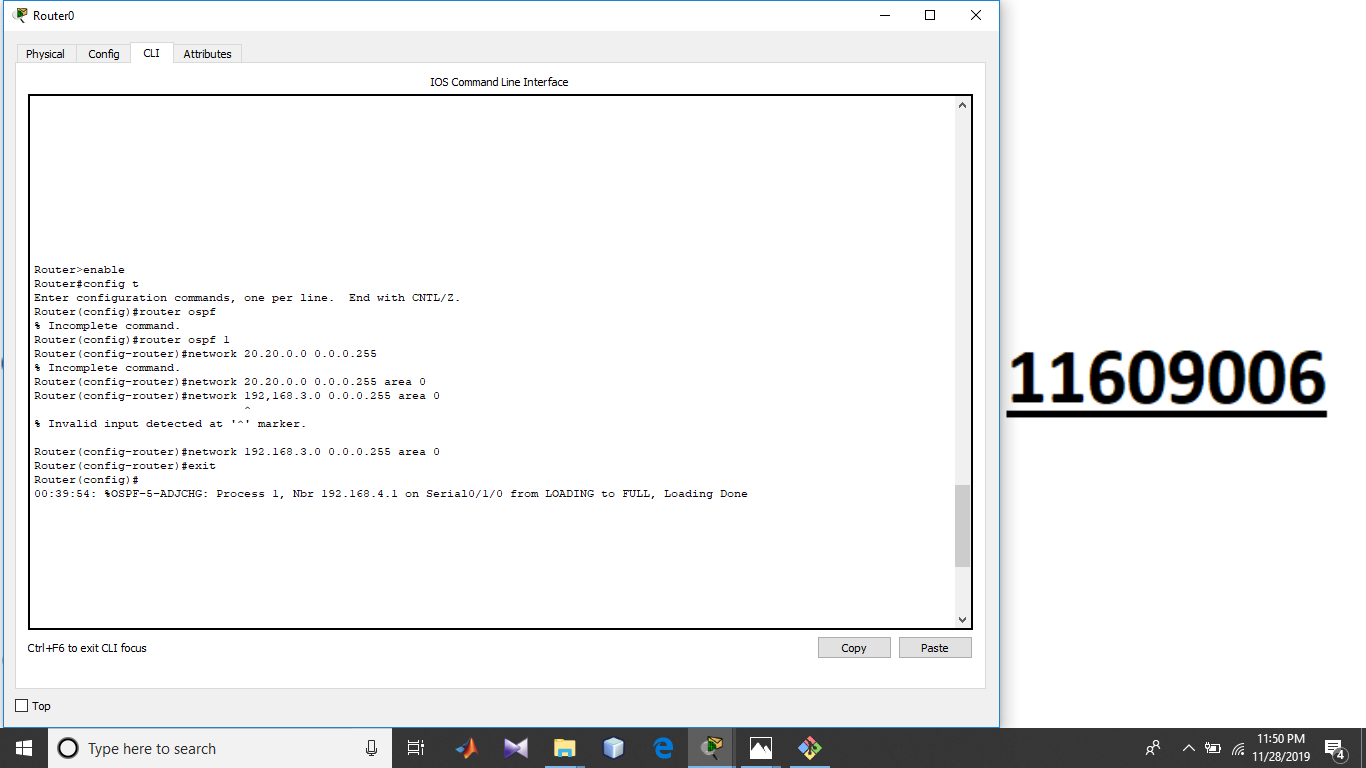 Router0
Physical
Config
CLI
Attributes
IOS Command Line Interface
Router>enable
Router#config t
Enter configuration commands, one per line.  End with CNTL/Z.
Router(config)#router ospf
% Incomplete command.
Router(config)#router ospf 1
Router(config-router)#network 20.20.0.0 0.0.0.255
% Incomplete command.
Router(config-router)#network 20.20.0.0 0.0.0.255 area 0
Router(config-router)#network 192,168.3.0 0.0.0.255 area 0
                              ^
% Invalid input detected at '^' marker.
Router(config-router)#network 192.168.3.0 0.0.0.255 area 0
Router(config-router)#exit
Router(config)#
00:39:54: %OSPF-5-ADJCHG: Process 1, Nbr 192.168.4.1 on Serial0/1/0 from LOADING to FULL, Loading Done
Ctrl+F6 to exit CLI focus
Copy
Paste
Top
11609006
Type here to search
11:50 PM
11/28/2019
4